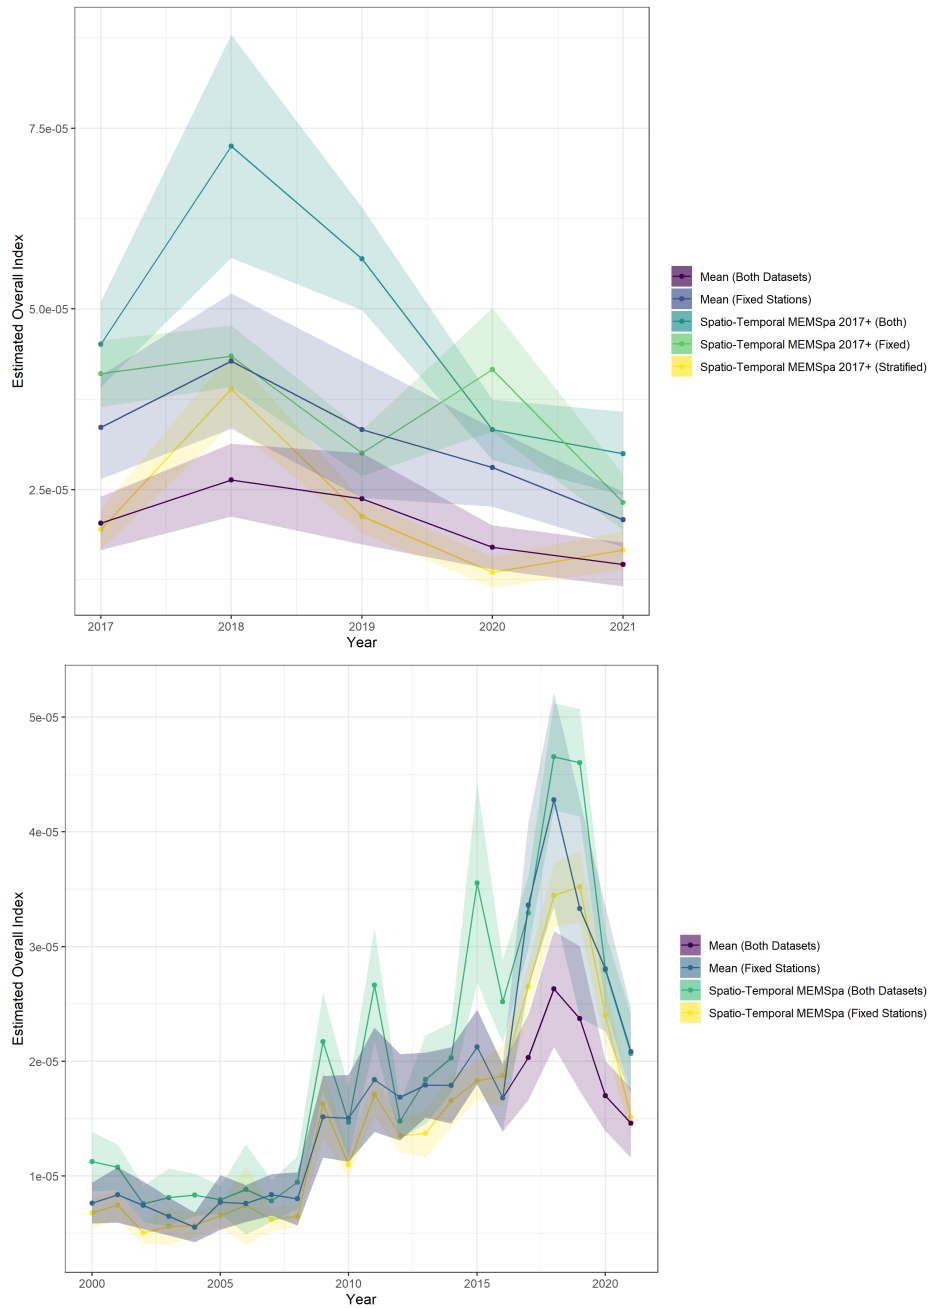 Estimated Overall Index
7.5e-05
5.0e-05
2.5e-05
2017
2018
2019
2020
2021
Year
Mean (Both Datasets)
Mean (Fixed Stations)
Spatio-Temporal MEMSpa 2017+ (Both)
Spatio-Temporal MEMSpa 2017+ (Fixed)
Spatio-Temporal MEMSpa 2017+ (Stratified)
Estimated Overall Index
5e-05
4e-05
3e-05
2e-05
1e-05
2000
2005
2010
2015
2020
Year
Mean (Both Datasets)
Mean (Fixed Stations)
Spatio-Temporal MEMSpa (Both Datasets)
Spatio-Temporal MEMSpa (Fixed Stations)